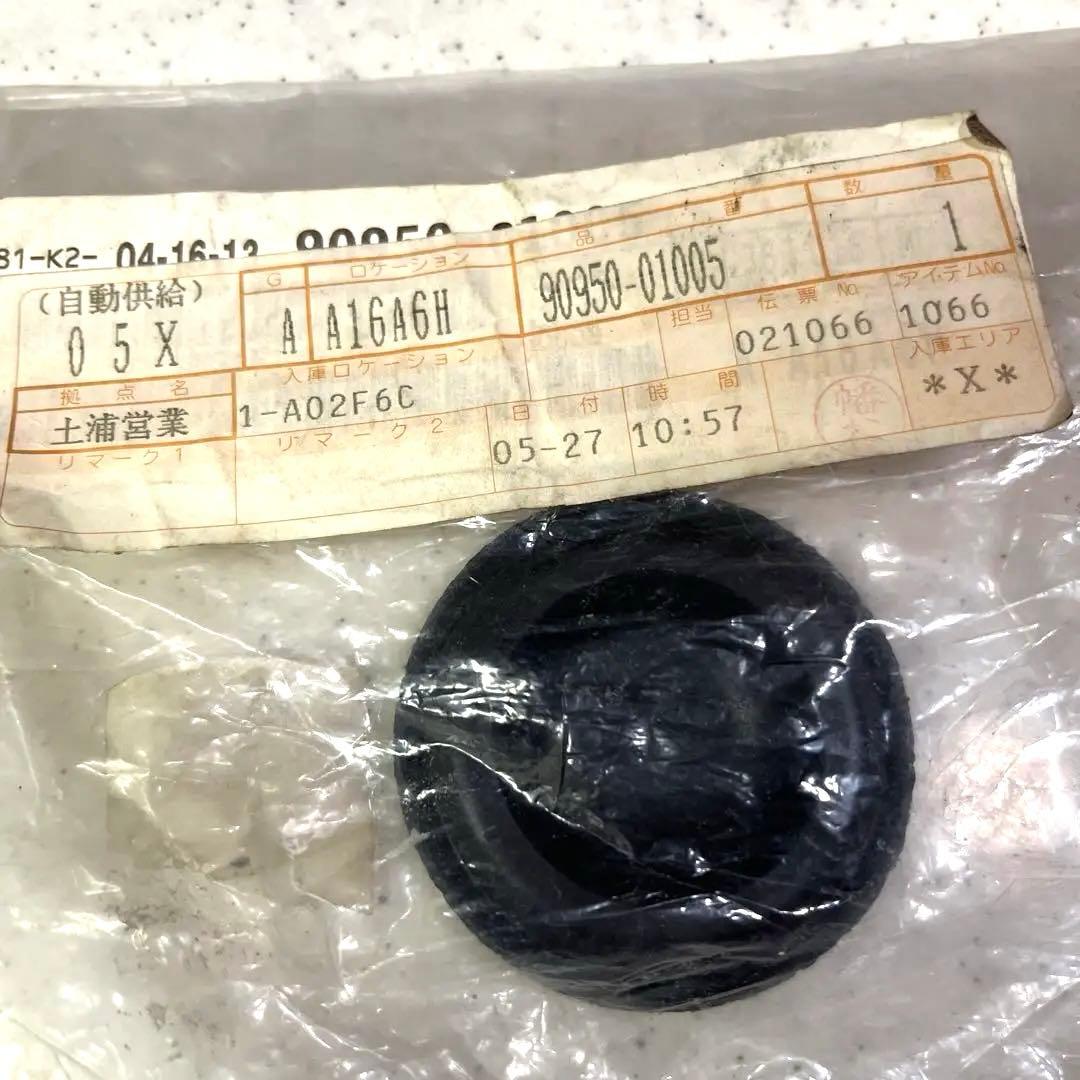 81-K2- 04-16-13 90950
G ロケーション 品 番 数 量
(自動供給) A A16A6H 90950-01005 1
05X 担当 伝票No. アイテムNo.
021066 1066
拠点名 入庫ロケーション 入庫エリア
土浦営業 1-A02F6C 日付 時間 *X*
リマーク1 リマーク2 05-27 10:57 幡